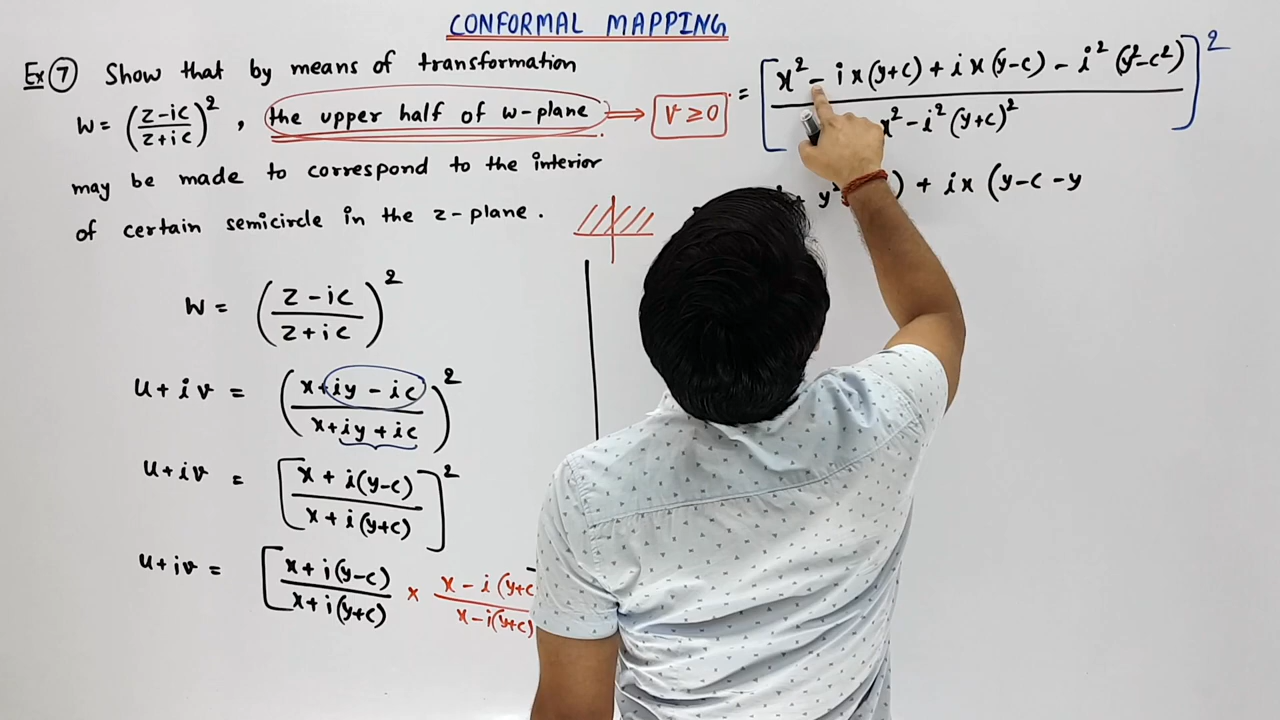 CONFORMAL MAPPING
Ex 7 Show that by means of transformation
W = ((z-ic)/(z+ic))², the upper half of w-plane ⟹ V ≥ 0
may be made to correspond to the interior
of certain semicircle in the z-plane.
W = ((z-ic)/(z+ic))²
u+iv = ((x+iy-ic)/(x+iy+ic))²
u+iv = [(x+i(y-c))/(x+i(y+c))]²
u+iv = [(x+i(y-c))/(x+i(y+c)) × (x-i(y+c)/(x-i(y+c)
= [(x² - ix(y+c) + ix(y-c) - i²(y²-c²))/(x² - i²(y+c)²)]²
+ y² ) + ix (y-c-y